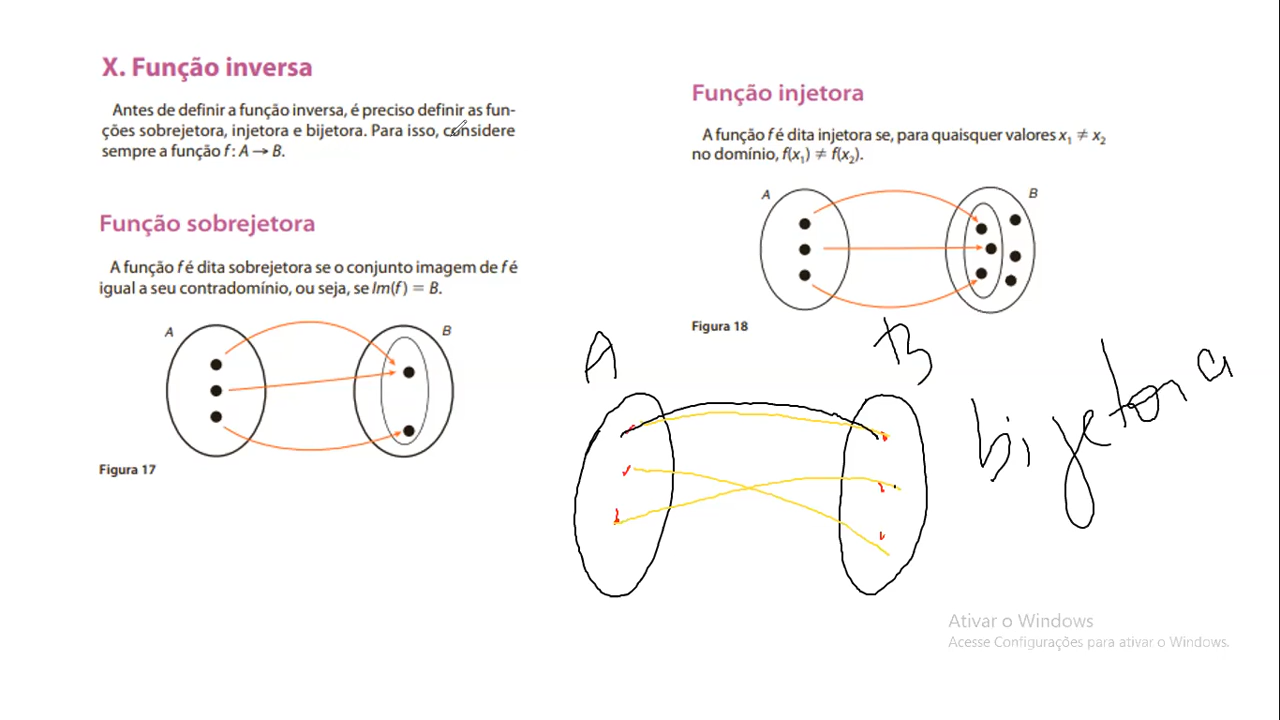 X. Função inversa
Antes de definir a função inversa, é preciso definir as fun-
ções sobrejetora, injetora e bijetora. Para isso, considere
sempre a função f: A → B.
Função sobrejetora
A função f é dita sobrejetora se o conjunto imagem de f é
igual a seu contradomínio, ou seja, se Im(f) = B.
A
B
Figura 17
Função injetora
A função f é dita injetora se, para quaisquer valores x₁ ≠ x₂
no domínio, f(x₁) ≠ f(x₂).
A
B
Figura 18
A
B
bijetora
Ativar o Windows
Acesse Configurações para ativar o Windows.